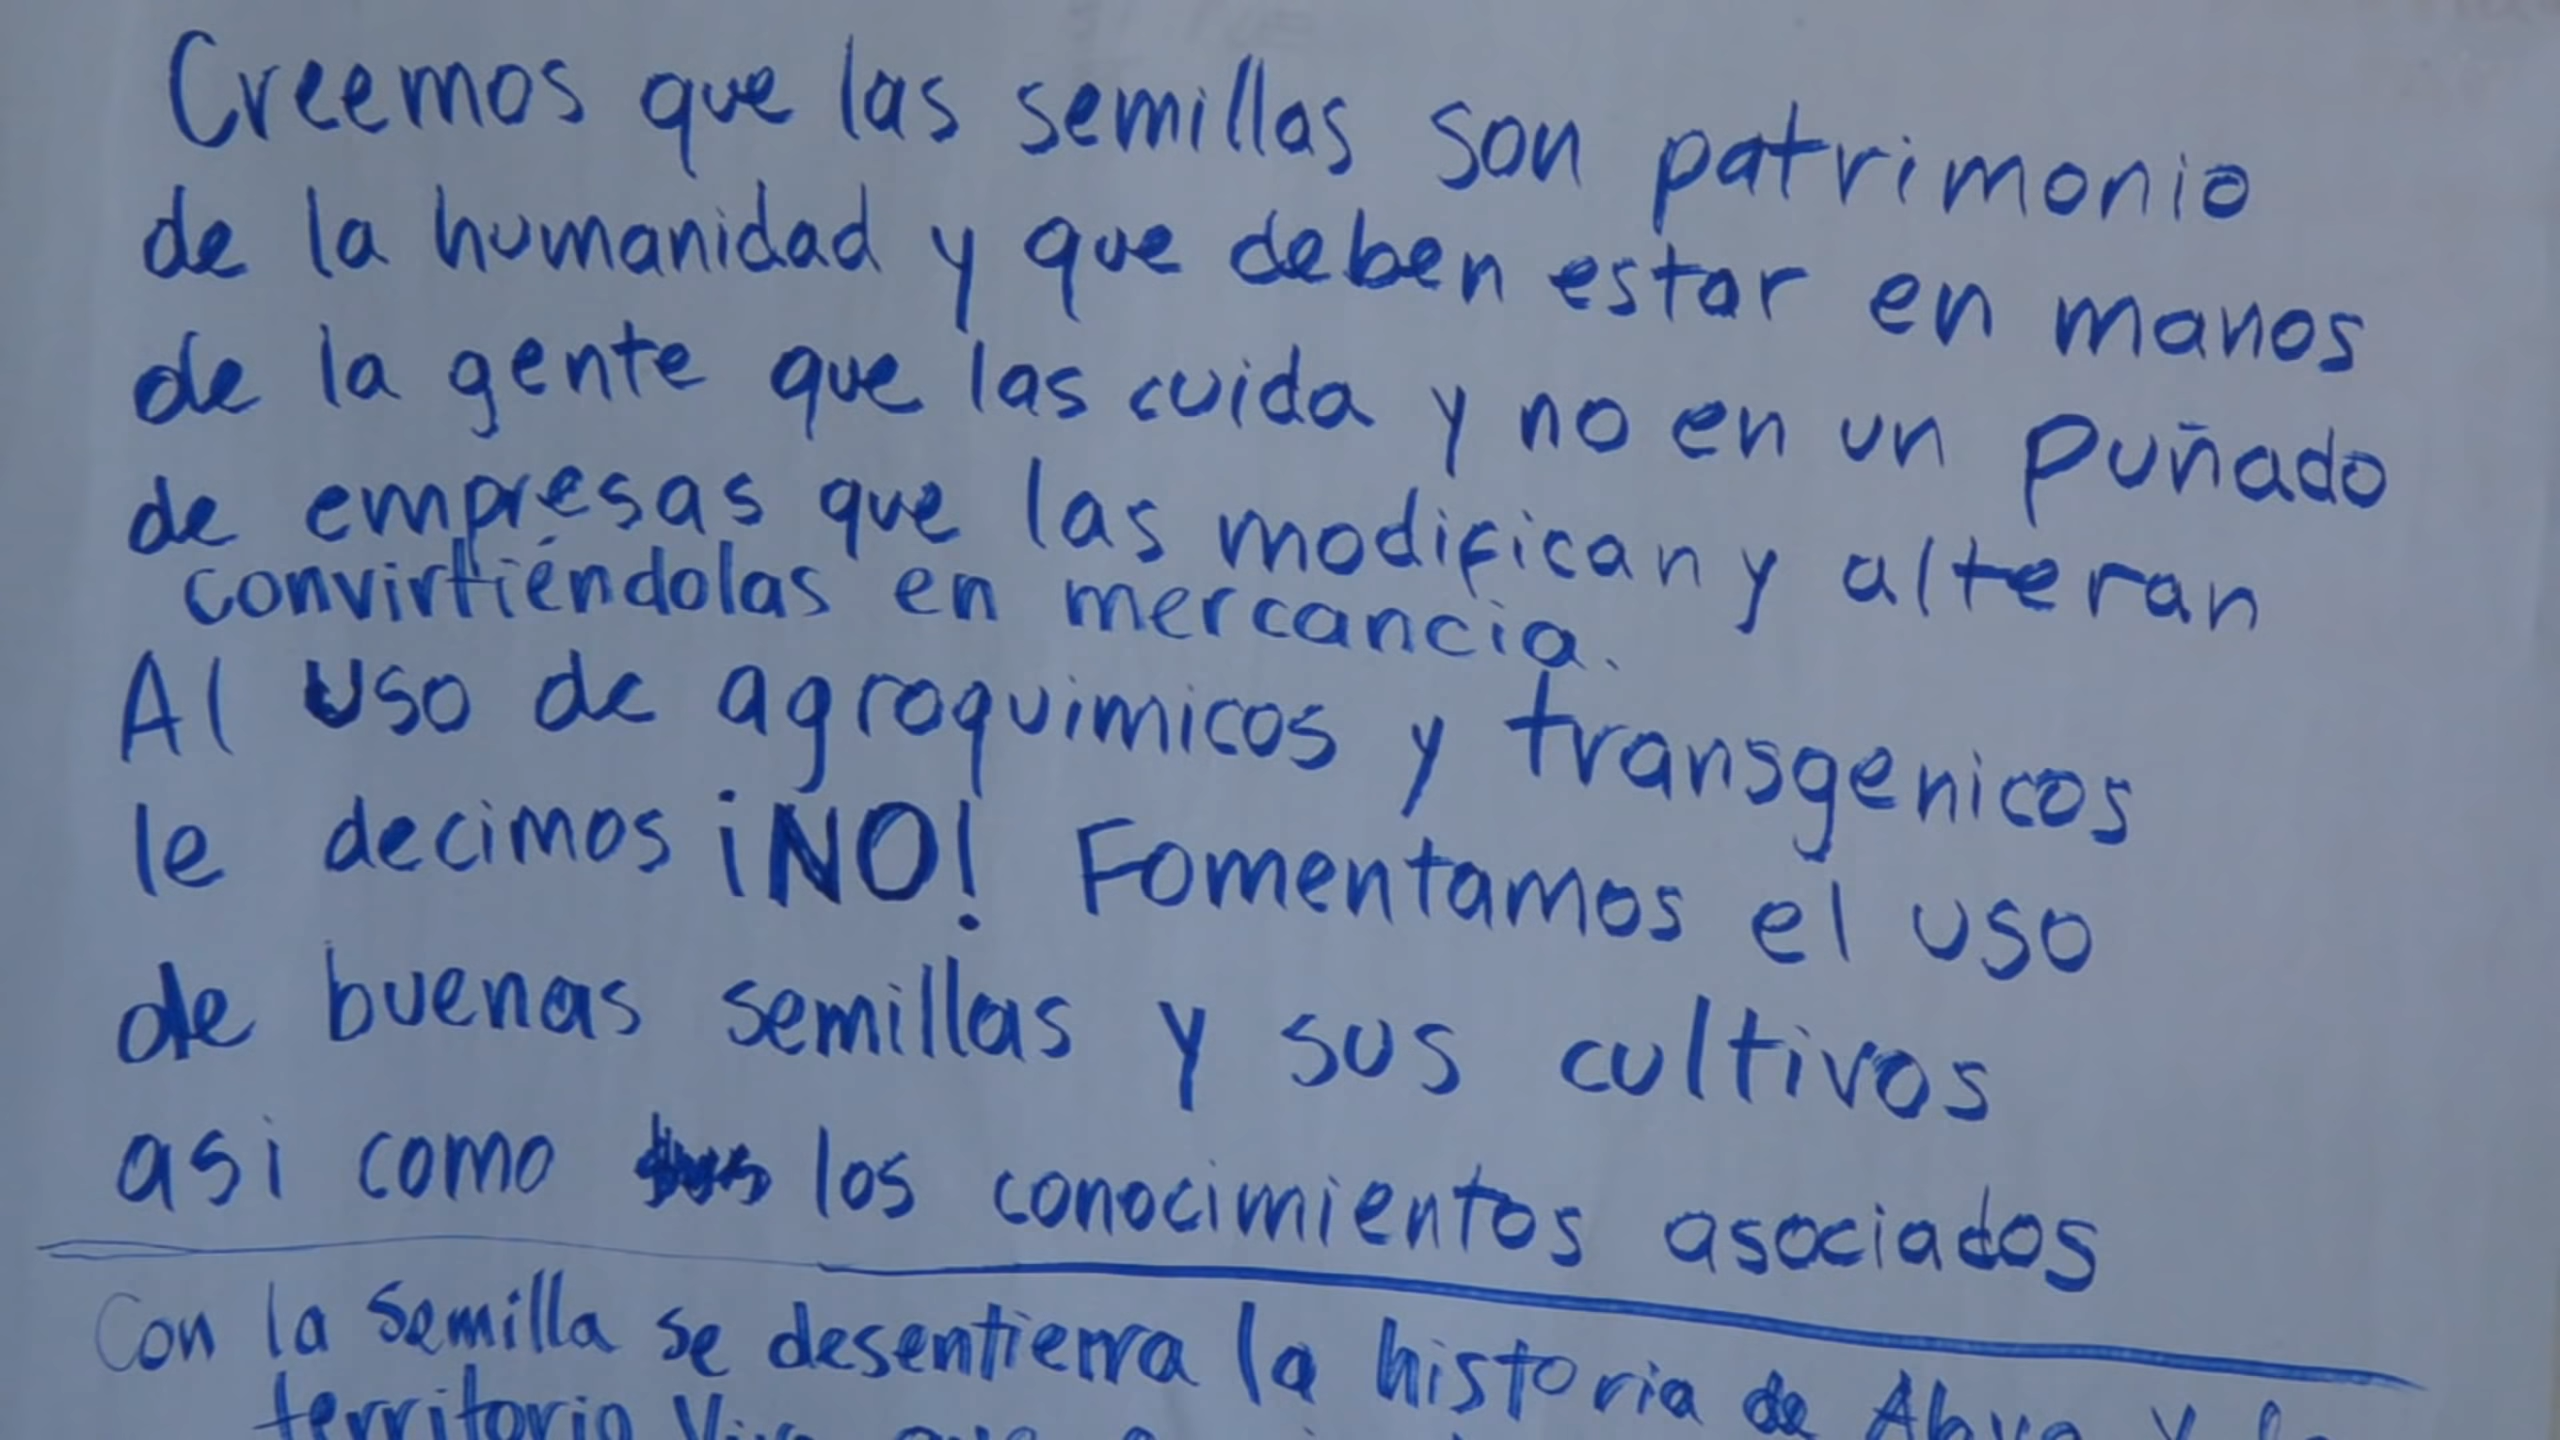 Creemos que las semillas son patrimonio
de la humanidad y que deben estar en manos
de la gente que las cuida y no en un puñado
de empresas que las modifican y alteran
convirtiéndolas en mercancia.
Al uso de agroquimicos y transgenicos
le decimos ¡NO! Fomentamos el uso
de buenas semillas y sus cultivos
asi como los conocimientos asociados
Con la semilla se desentierra la historia de Abya y
territorio